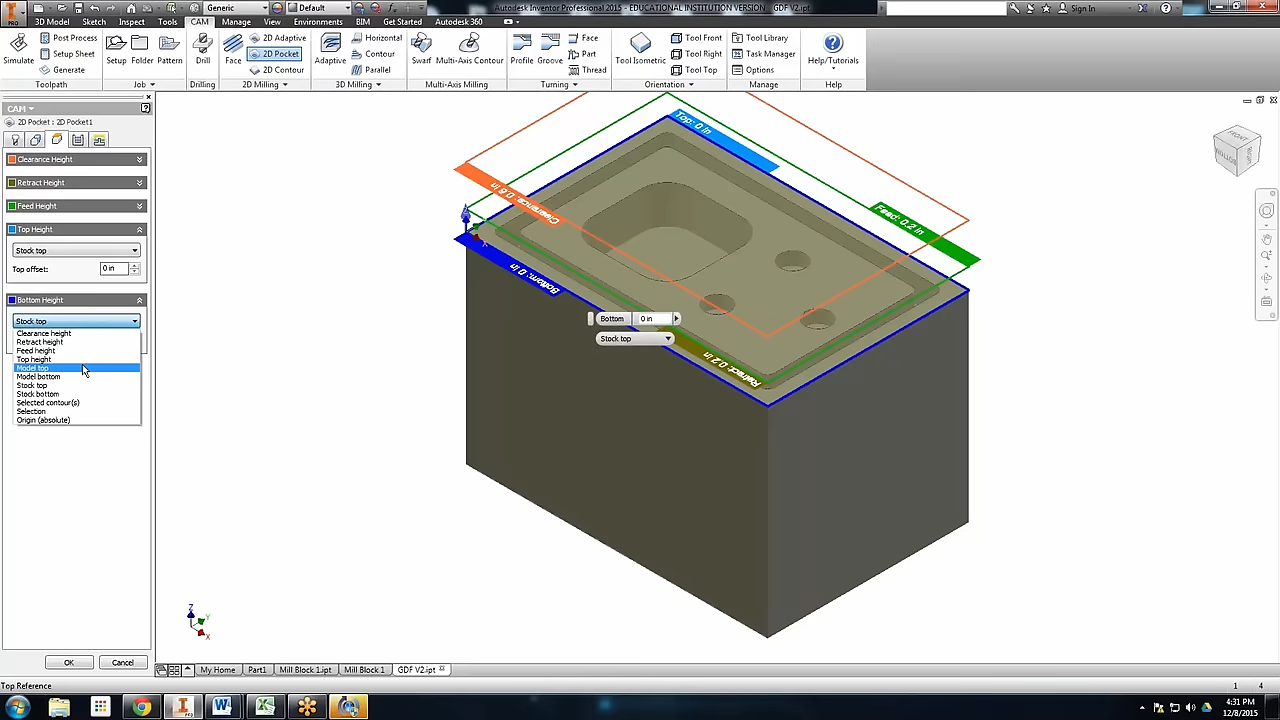 Generic
Default
Autodesk Inventor Professional 2015 - EDUCATIONAL INSTITUTION VERSION GDF V2.ipt
Sign In
PRO
3D Model
Sketch
Inspect
Tools
CAM
Manage
View
Environments
BIM
Get Started
Autodesk 360
Simulate
Post Process
Setup Sheet
Generate
Toolpath
Setup
Folder
Pattern
Job
Drill
Drilling
Face
2D Adaptive
2D Pocket
2D Contour
2D Milling
Adaptive
Horizontal
Contour
Parallel
3D Milling
Swarf
Multi-Axis Contour
Multi-Axis Milling
Profile
Groove
Face
Part
Thread
Turning
Tool Isometric
Tool Front
Tool Right
Tool Top
Orientation
Tool Library
Task Manager
Options
Manage
Help/Tutorials
Help
CAM
2D Pocket : 2D Pocket1
Clearance Height
Retract Height
Feed Height
Top Height
Stock top
Top offset:
0 in
Bottom Height
Stock top
Clearance height
Retract height
Feed height
Top height
Model top
Model bottom
Stock top
Stock bottom
Selected contour(s)
Selection
Origin (absolute)
OK
Cancel
Top: 0 in
Clearance: 0.6 in
Feed: 0.2 in
Bottom: 0 in
Retract: 0.2 in
Bottom
0 in
Stock top
FRONT
Z
Y
X
My Home
Part1
Mill Block 1.ipt
Mill Block 1
GDF V2.ipt
Top Reference
1
4
4:31 PM
12/8/2015